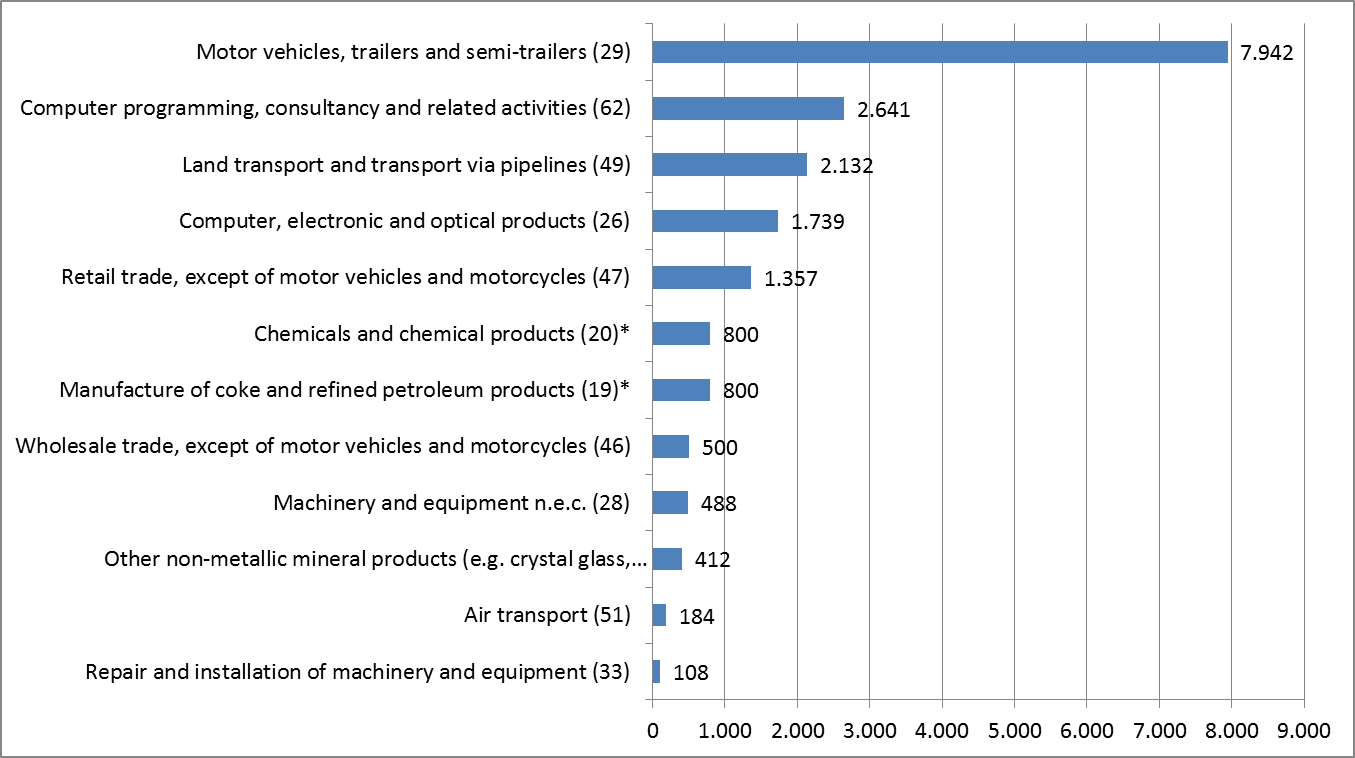 Motor vehicles, trailers and semi-trailers (29) 7.942
Computer programming, consultancy and related activities (62) 2.641
Land transport and transport via pipelines (49) 2.132
Computer, electronic and optical products (26) 1.739
Retail trade, except of motor vehicles and motorcycles (47) 1.357
Chemicals and chemical products (20)* 800
Manufacture of coke and refined petroleum products (19)* 800
Wholesale trade, except of motor vehicles and motorcycles (46) 500
Machinery and equipment n.e.c. (28) 488
Other non-metallic mineral products (e.g. crystal glass,... 412
Air transport (51) 184
Repair and installation of machinery and equipment (33) 108
0 1.000 2.000 3.000 4.000 5.000 6.000 7.000 8.000 9.000